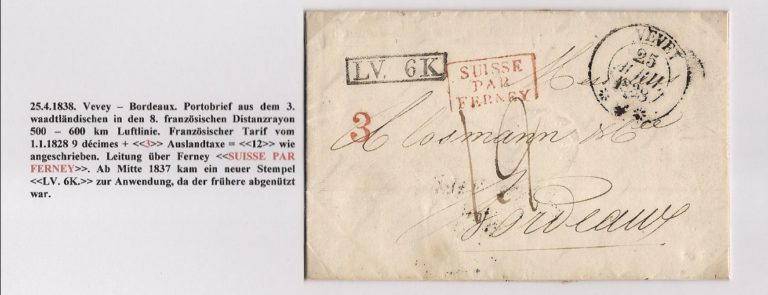 25.4.1838. Vevey – Bordeaux. Portobrief aus dem 3.
waadtländischen in den 8. französischen Distanzrayon
500 – 600 km Luftlinie. Französischer Tarif vom
1.1.1828 9 décimes + <<3>> Auslandtaxe = <<12>> wie
angeschrieben. Leitung über Ferney <<SUISSE PAR
FERNEY>>. Ab Mitte 1837 kam ein neuer Stempel
<<LV. 6K.>> zur Anwendung, da der frühere abgenützt
war.
LV. 6K
SUISSE
PAR
FERNEY
VEVEY
25
1838
3
12
Bordeaux